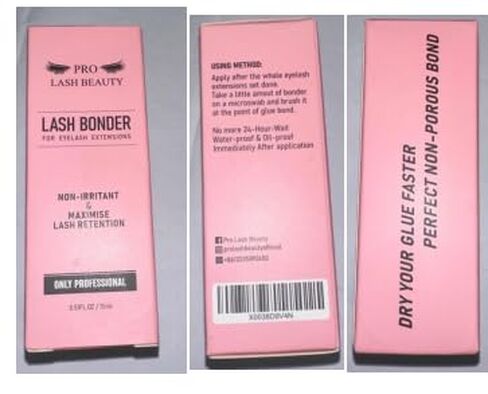 PRO
LASH BEAUTY
LASH BONDER
FOR EYELASH EXTENSIONS
NON-IRRITANT
&
MAXIMISE
LASH RETENTION
ONLY PROFESSIONAL
0.51FL.OZ / 15ml
USING METHOD:
Apply after the whole eyelash
extensions set done.
Take a little amout of bonder
on a microswab and brush it
at the point of glue bond.
No more 24-Hour-Wait
Water-proof & Oil-proof
Immediately After application
Pro Lash Beauty
DRY YOUR GLUE FASTER
PERFECT NON-POROUS BOND